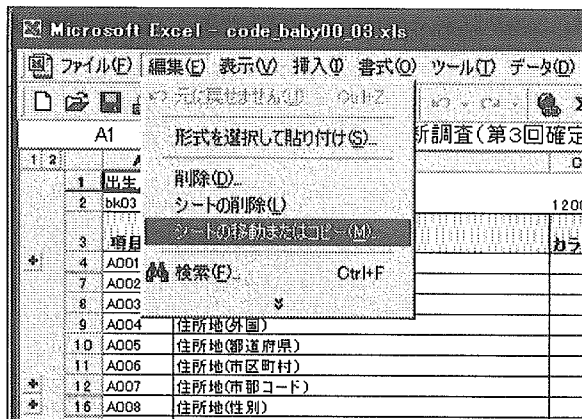 Microsoft Excel - code_baby00_03.xls
ファイル(F) 編集(E) 表示(V) 挿入(I) 書式(O) ツール(T) データ(D)
元に戻せません(U) Ctrl+Z
A1
形式を選択して貼り付け(S)...
新調査(第3回確定
1 2
削除(D)...
1 出生
シートの削除(L)
2 bk03
1200
シートの移動またはコピー(M)...
3 項目
カラ
4 A001
検索(F)... Ctrl+F
7 A002
8 A003
9 A004 住所地(外国)
10 A005 住所地(都道府県)
11 A006 住所地(市区町村)
12 A007 住所地(市郡コード)
16 A008 住所地(性別)